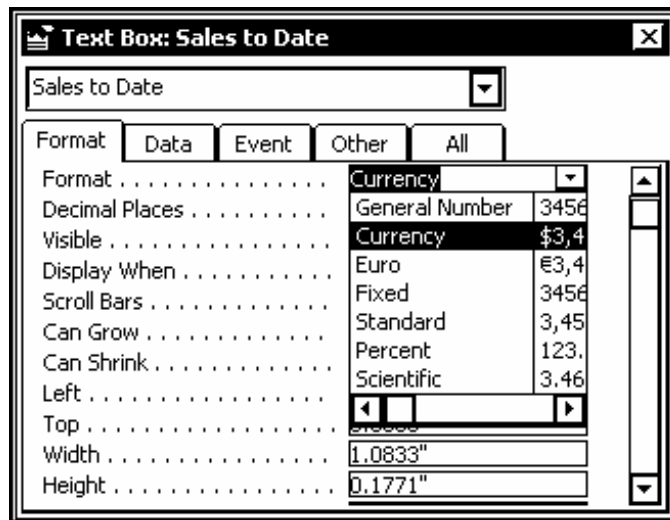 Text Box: Sales to Date
Sales to Date
Format Data Event Other All
Format . . . . . . . . . . . . . . . . Currency
Decimal Places . . . . . . . . . . . General Number 3456
Visible . . . . . . . . . . . . . . . . . Currency $3,4
Display When . . . . . . . . . . . . Euro €3,4
Scroll Bars . . . . . . . . . . . . . . Fixed 3456
Can Grow . . . . . . . . . . . . . . Standard 3,45
Can Shrink . . . . . . . . . . . . . . Percent 123.
Left . . . . . . . . . . . . . . . . . . . Scientific 3.46
Top . . . . . . . . . . . . . . . . . . .
Width . . . . . . . . . . . . . . . . . 1.0833"
Height . . . . . . . . . . . . . . . . . 0.1771"